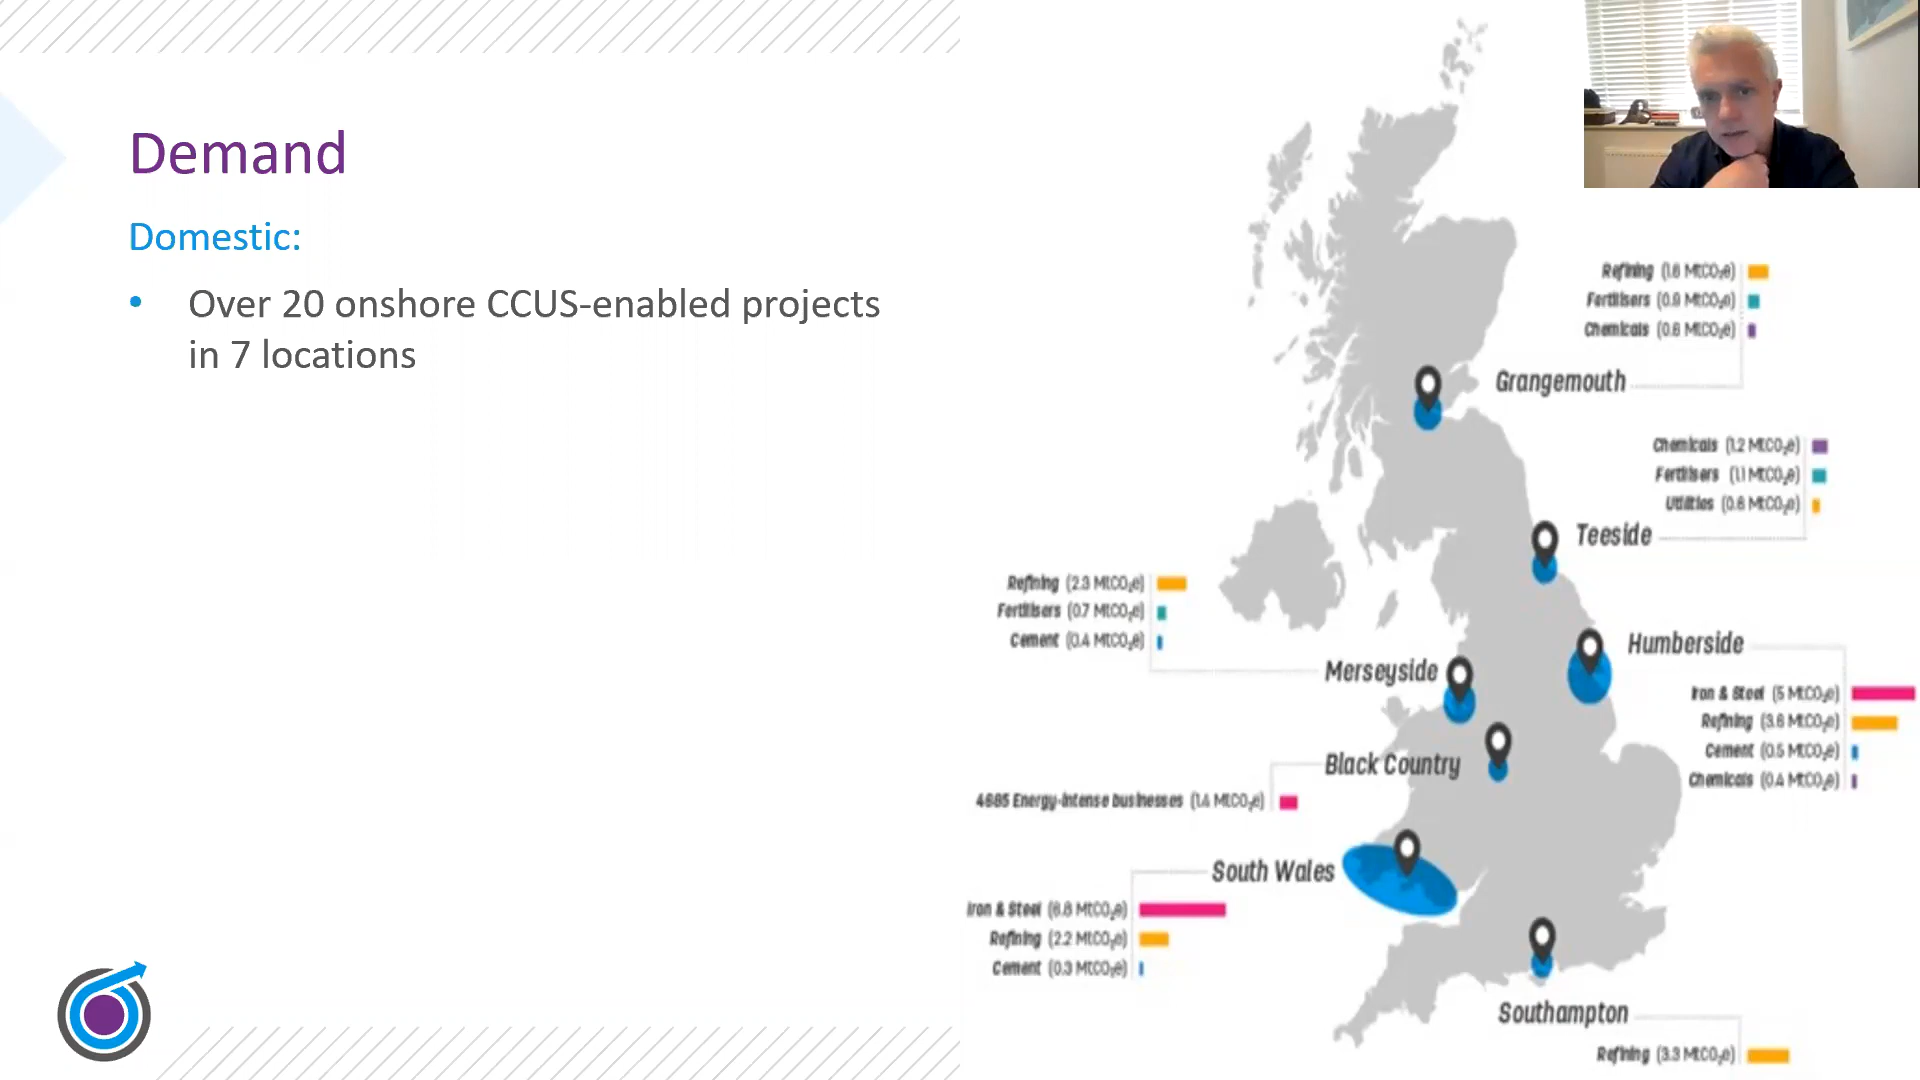 Demand
Domestic:
• Over 20 onshore CCUS-enabled projects
in 7 locations
Refining (1.6 MtCO₂e)
Fertilisers (0.9 MtCO₂e)
Chemicals (0.6 MtCO₂e)
Grangemouth
Chemicals (1.2 MtCO₂e)
Fertilisers (1.1 MtCO₂e)
Utilities (0.6 MtCO₂e)
Teeside
Refining (2.3 MtCO₂e)
Fertilisers (0.7 MtCO₂e)
Cement (0.4 MtCO₂e)
Merseyside
Humberside
Iron & Steel (5 MtCO₂e)
Refining (3.6 MtCO₂e)
Cement (0.5 MtCO₂e)
Chemicals (0.4 MtCO₂e)
Black Country
4685 Energy-intense businesses (1.4 MtCO₂e)
South Wales
Iron & Steel (6.8 MtCO₂e)
Refining (2.2 MtCO₂e)
Cement (0.3 MtCO₂e)
Southampton
Refining (3.3 MtCO₂e)